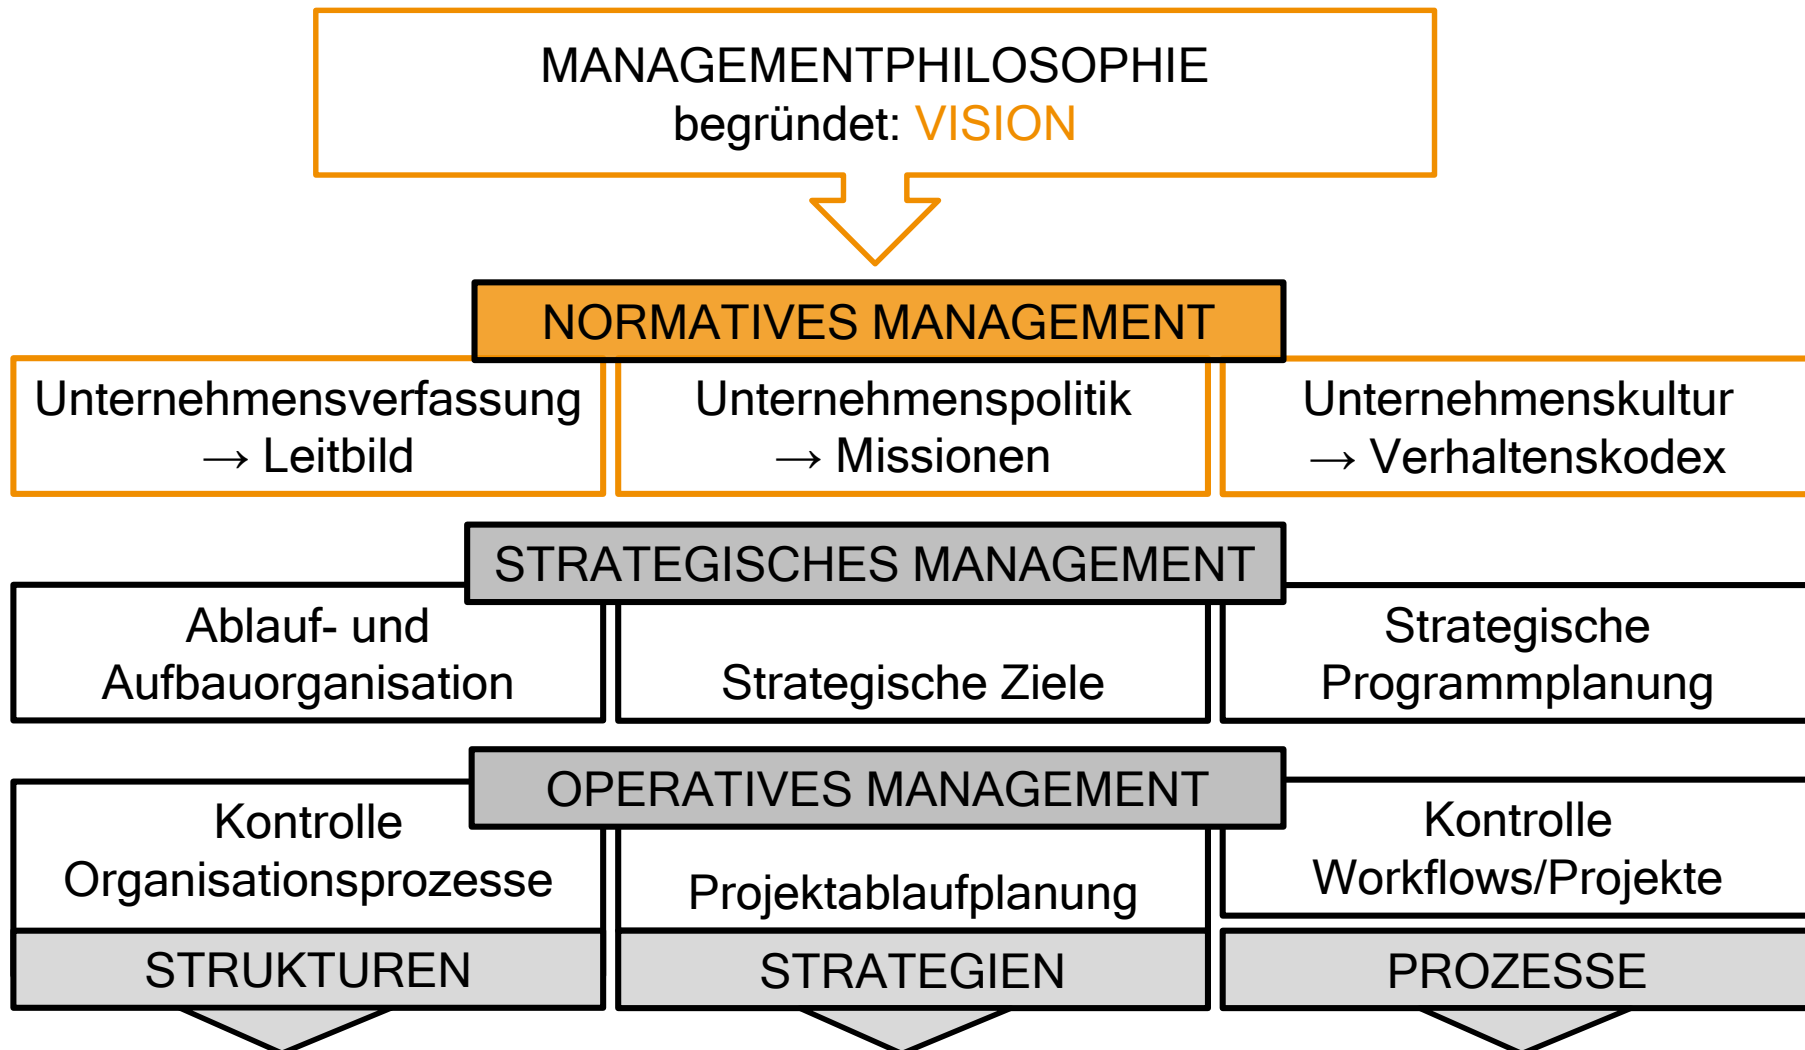 MANAGEMENTPHILOSOPHIE
begründet: VISION
NORMATIVES MANAGEMENT
Unternehmensverfassung
→ Leitbild
Unternehmenspolitik
→ Missionen
Unternehmenskultur
→ Verhaltenskodex
STRATEGISCHES MANAGEMENT
Ablauf- und
Aufbauorganisation
Strategische Ziele
Strategische
Programmplanung
OPERATIVES MANAGEMENT
Kontrolle
Organisationsprozesse
Projektablaufplanung
Kontrolle
Workflows/Projekte
STRUKTUREN
STRATEGIEN
PROZESSE